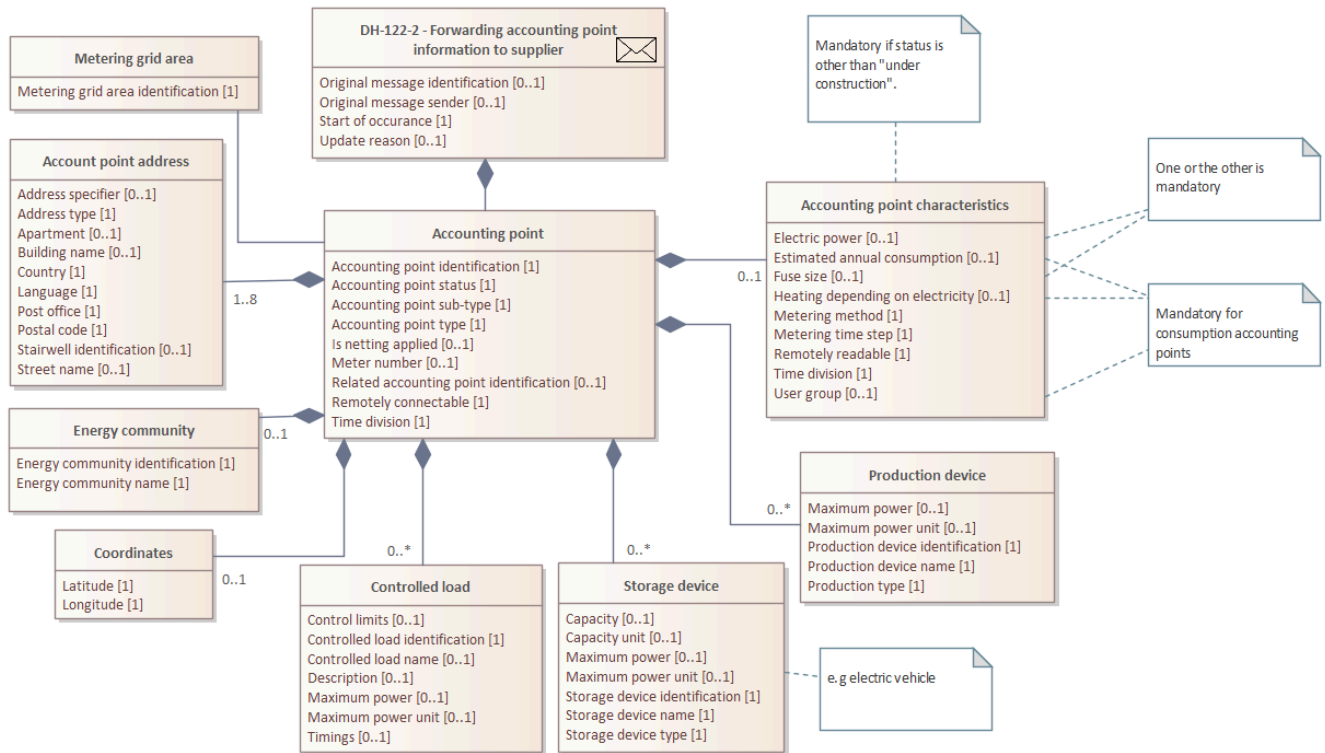 DH-122-2 - Forwarding accounting point
information to supplier
Original message identification [0..1]
Original message sender [0..1]
Start of occurance [1]
Update reason [0..1]
Mandatory if status is
other than "under
construction".
Metering grid area
Metering grid area identification [1]
Account point address
Address specifier [0..1]
Address type [1]
Apartment [0..1]
Building name [0..1]
Country [1]
Language [1]
Post office [1]
Postal code [1]
Stairwell identification [0..1]
Street name [0..1]
1..8
Accounting point
Accounting point identification [1]
Accounting point status [1]
Accounting point sub-type [1]
Accounting point type [1]
Is netting applied [0..1]
Meter number [0..1]
Related accounting point identification [0..1]
Remotely connectable [1]
Time division [1]
0..1
Accounting point characteristics
Electric power [0..1]
Estimated annual consumption [0..1]
Fuse size [0..1]
Heating depending on electricity [0..1]
Metering method [1]
Metering time step [1]
Remotely readable [1]
Time division [1]
User group [0..1]
One or the other is
mandatory
Mandatory for
consumption accounting
points
Energy community
Energy community identification [1]
Energy community name [1]
0..1
Coordinates
Latitude [1]
Longitude [1]
0..1
0..*
Controlled load
Control limits [0..1]
Controlled load identification [1]
Controlled load name [0..1]
Description [0..1]
Maximum power [0..1]
Maximum power unit [0..1]
Timings [0..1]
0..*
Storage device
Capacity [0..1]
Capacity unit [0..1]
Maximum power [0..1]
Maximum power unit [0..1]
Storage device identification [1]
Storage device name [1]
Storage device type [1]
0..*
Production device
Maximum power [0..1]
Maximum power unit [0..1]
Production device identification [1]
Production device name [1]
Production type [1]
e.g electric vehicle